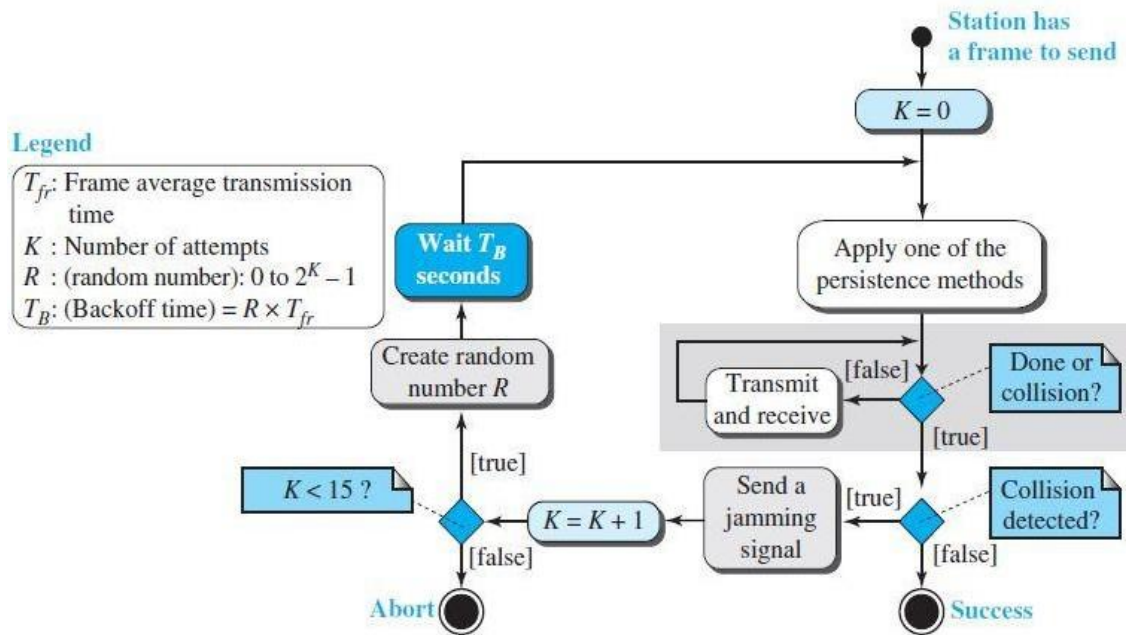 Station has
a frame to send
K = 0
Legend
T_fr: Frame average transmission
time
K : Number of attempts
R : (random number): 0 to 2^K – 1
T_B: (Backoff time) = R × T_fr
Wait T_B
seconds
Apply one of the
persistence methods
Create random
number R
[false]
Transmit
and receive
Done or
collision?
[true]
[true]
K < 15 ?
K = K + 1
Send a
jamming
signal
[true]
Collision
detected?
[false]
[false]
Abort
Success